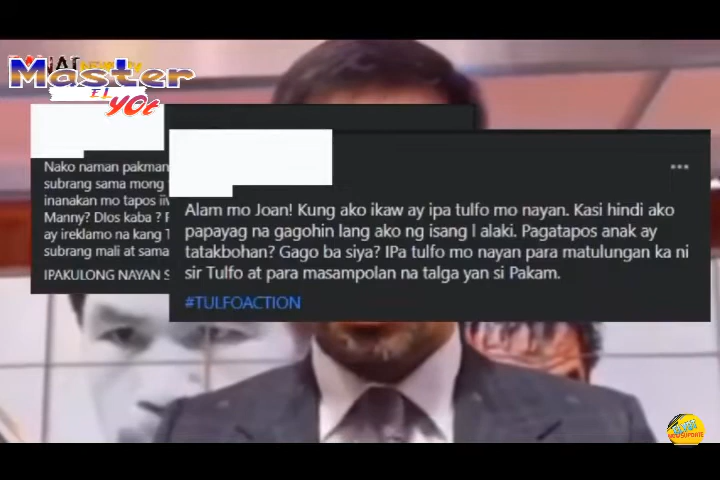 Master
EL
yOt
Nako naman pakman
subrang sama mong
inanakan mo tapos
Manny? DIos kaba ?
ay ireklamo na kang
subrang mali at sama
IPAKULONG NAYAN
Alam mo Joan! Kung ako ikaw ay ipa tulfo mo nayan. Kasi hindi ako
papayag na gagohin lang ako ng isang l alaki. Pagatapos anak ay
tatakbohan? Gago ba siya? IPa tulfo mo nayan para matulungan ka ni
sir Tulfo at para masampolan na talga yan si Pakam.
#TULFOACTION